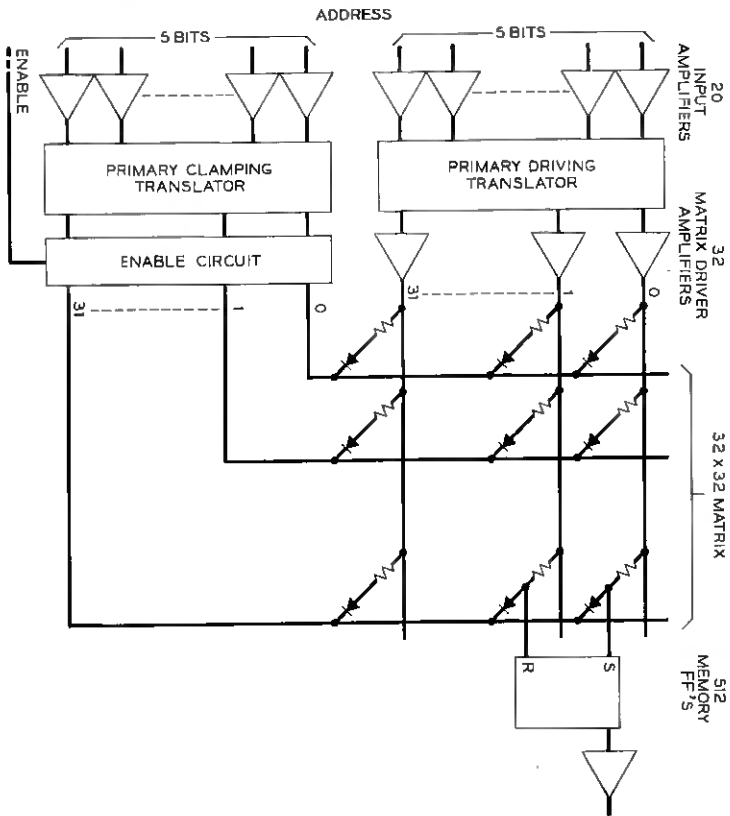 ADDRESS
5 BITS
5 BITS
ENABLE
20
INPUT
AMPLIFIERS
PRIMARY CLAMPING
TRANSLATOR
PRIMARY DRIVING
TRANSLATOR
ENABLE CIRCUIT
32
MATRIX DRIVER
AMPLIFIERS
31
1
0
31
1
0
32 x 32 MATRIX
R
S
512
MEMORY
FF'S